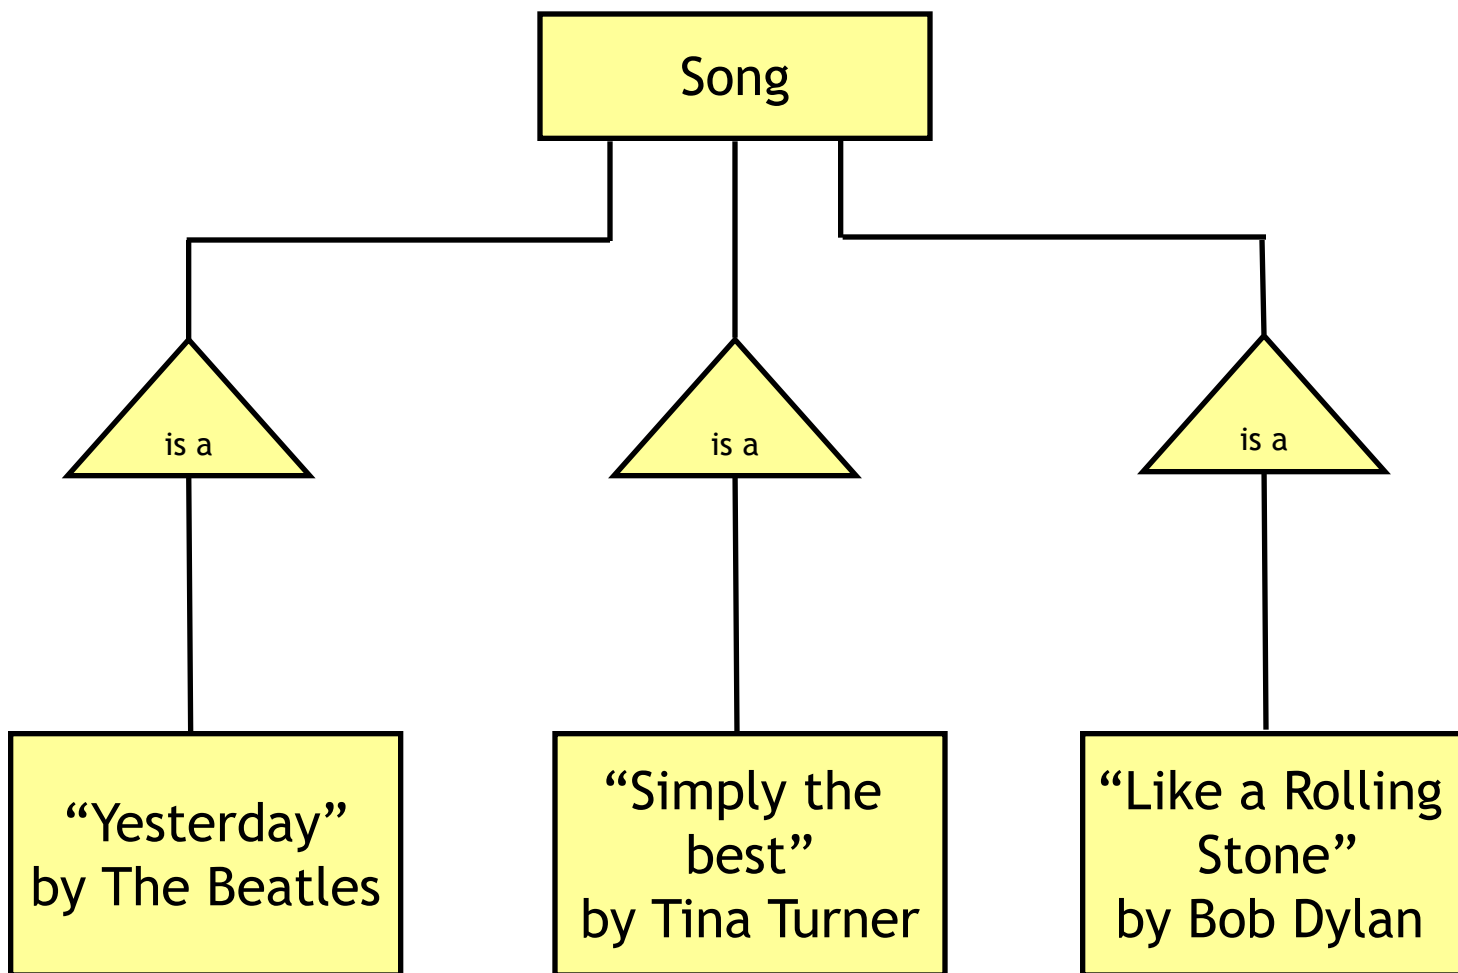 Song
is a
is a
is a
“Yesterday”
by The Beatles
“Simply the
best”
by Tina Turner
“Like a Rolling
Stone”
by Bob Dylan